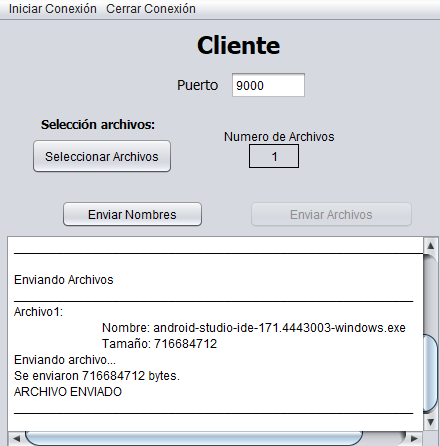 Iniciar Conexión Cerrar Conexión
Cliente
Puerto 9000
Selección archivos:
Numero de Archivos
Seleccionar Archivos 1
Enviar Nombres Enviar Archivos
Enviando Archivos
Archivo1:
Nombre: android-studio-ide-171.4443003-windows.exe
Tamaño: 716684712
Enviando archivo...
Se enviaron 716684712 bytes.
ARCHIVO ENVIADO